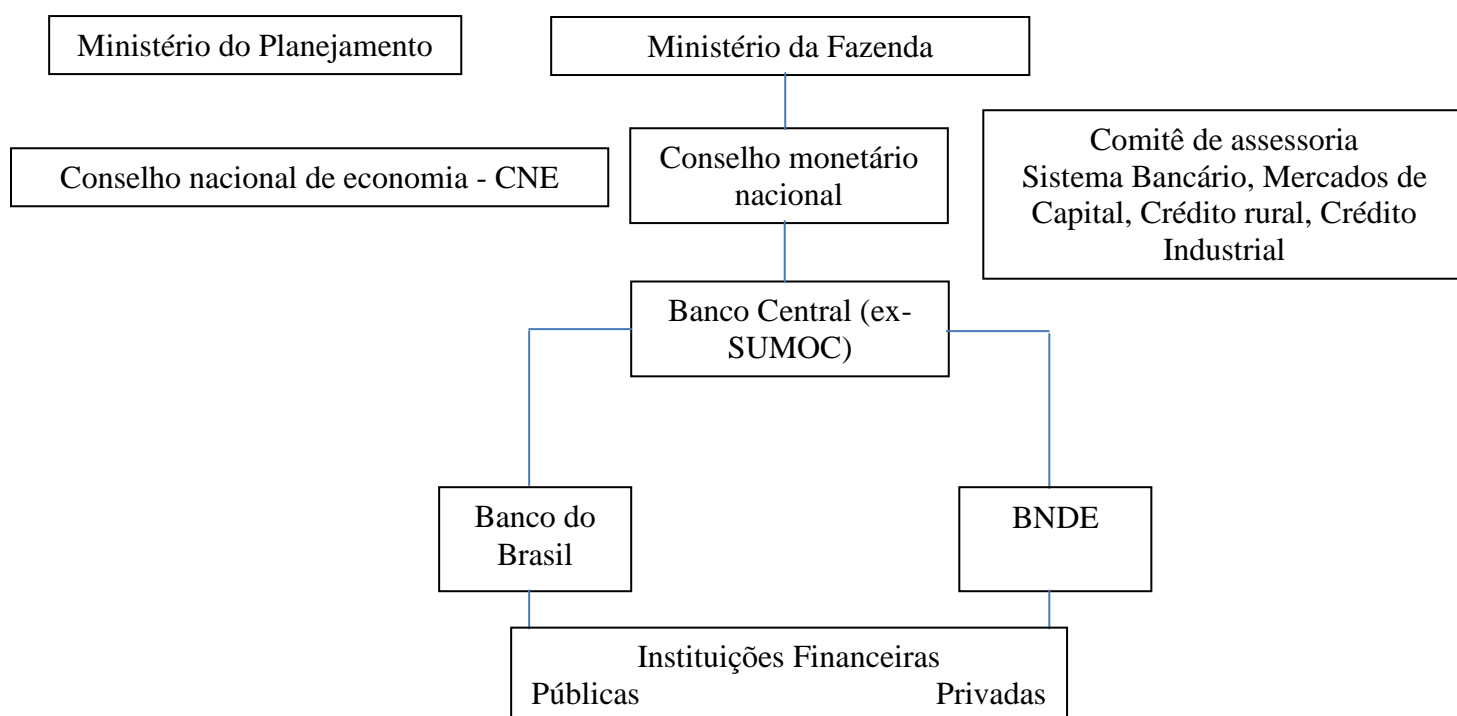 Ministério do Planejamento
Ministério da Fazenda
Conselho nacional de economia - CNE
Conselho monetário
nacional
Comitê de assessoria
Sistema Bancário, Mercados de
Capital, Crédito rural, Crédito
Industrial
Banco Central (ex-
SUMOC)
Banco do
Brasil
BNDE
Instituições Financeiras
Públicas Privadas